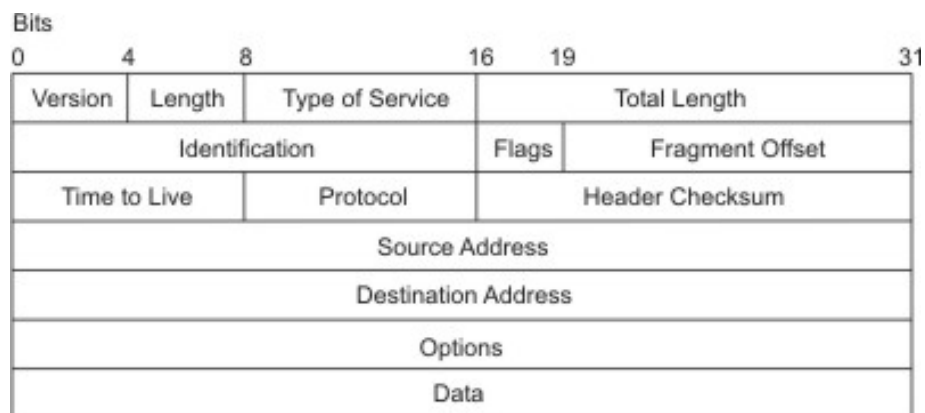 Bits
0 4 8 16 19 31
Version Length Type of Service Total Length
Identification Flags Fragment Offset
Time to Live Protocol Header Checksum
Source Address
Destination Address
Options
Data